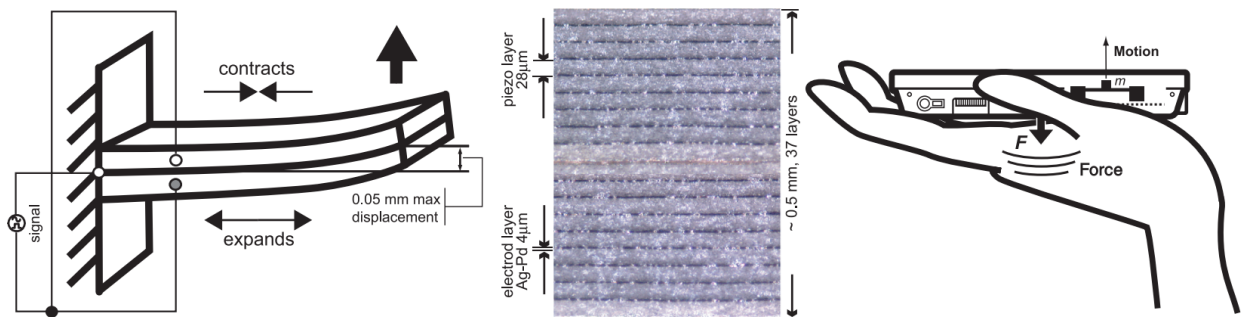 contracts
signal
0.05 mm max
displacement
expands
piezo layer
28µm
electrod layer
Ag-Pd 4µm
~ 0.5 mm, 37 layers
Motion
m
F
Force